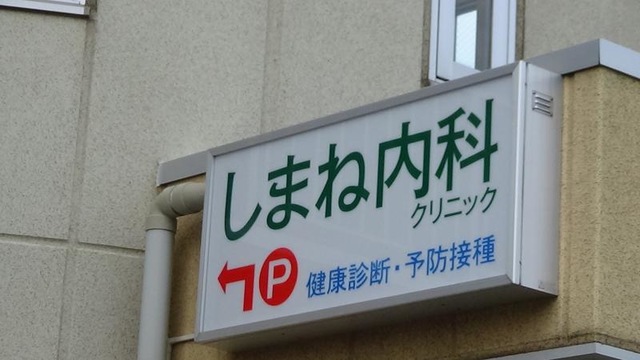 しまね内科
クリニック
P 健康診断・予防接種